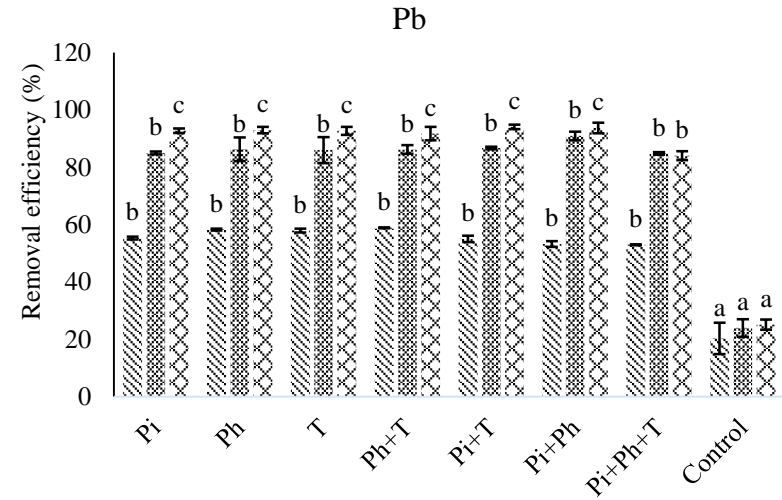 Pb
Removal efficiency (%)
120
100
80
60
40
20
0
b b c
b b c
b b c
b b c
b b c
b b c
b b b
a a a
Pi
Ph
T
Ph+T
Pi+T
Pi+Ph
Pi+Ph+T
Control